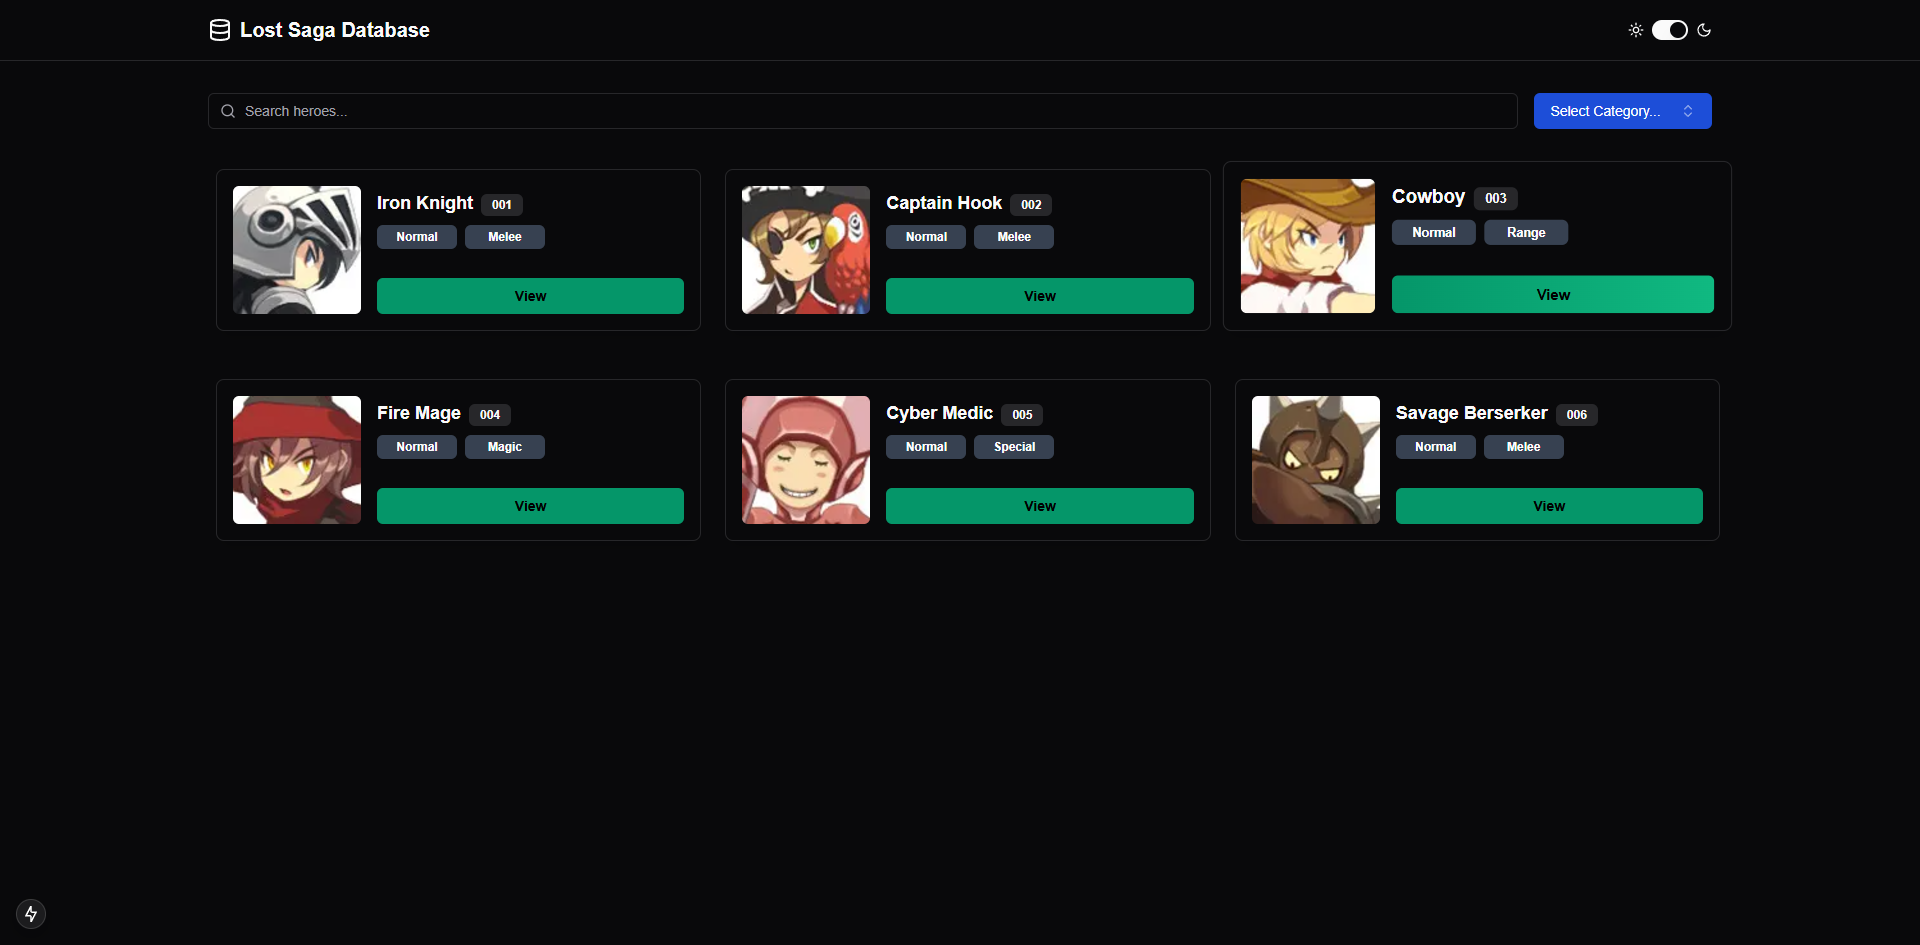 Lost Saga Database
Search heroes...
Select Category...
Iron Knight 001
Normal Melee
View
Captain Hook 002
Normal Melee
View
Cowboy 003
Normal Range
View
Fire Mage 004
Normal Magic
View
Cyber Medic 005
Normal Special
View
Savage Berserker 006
Normal Melee
View